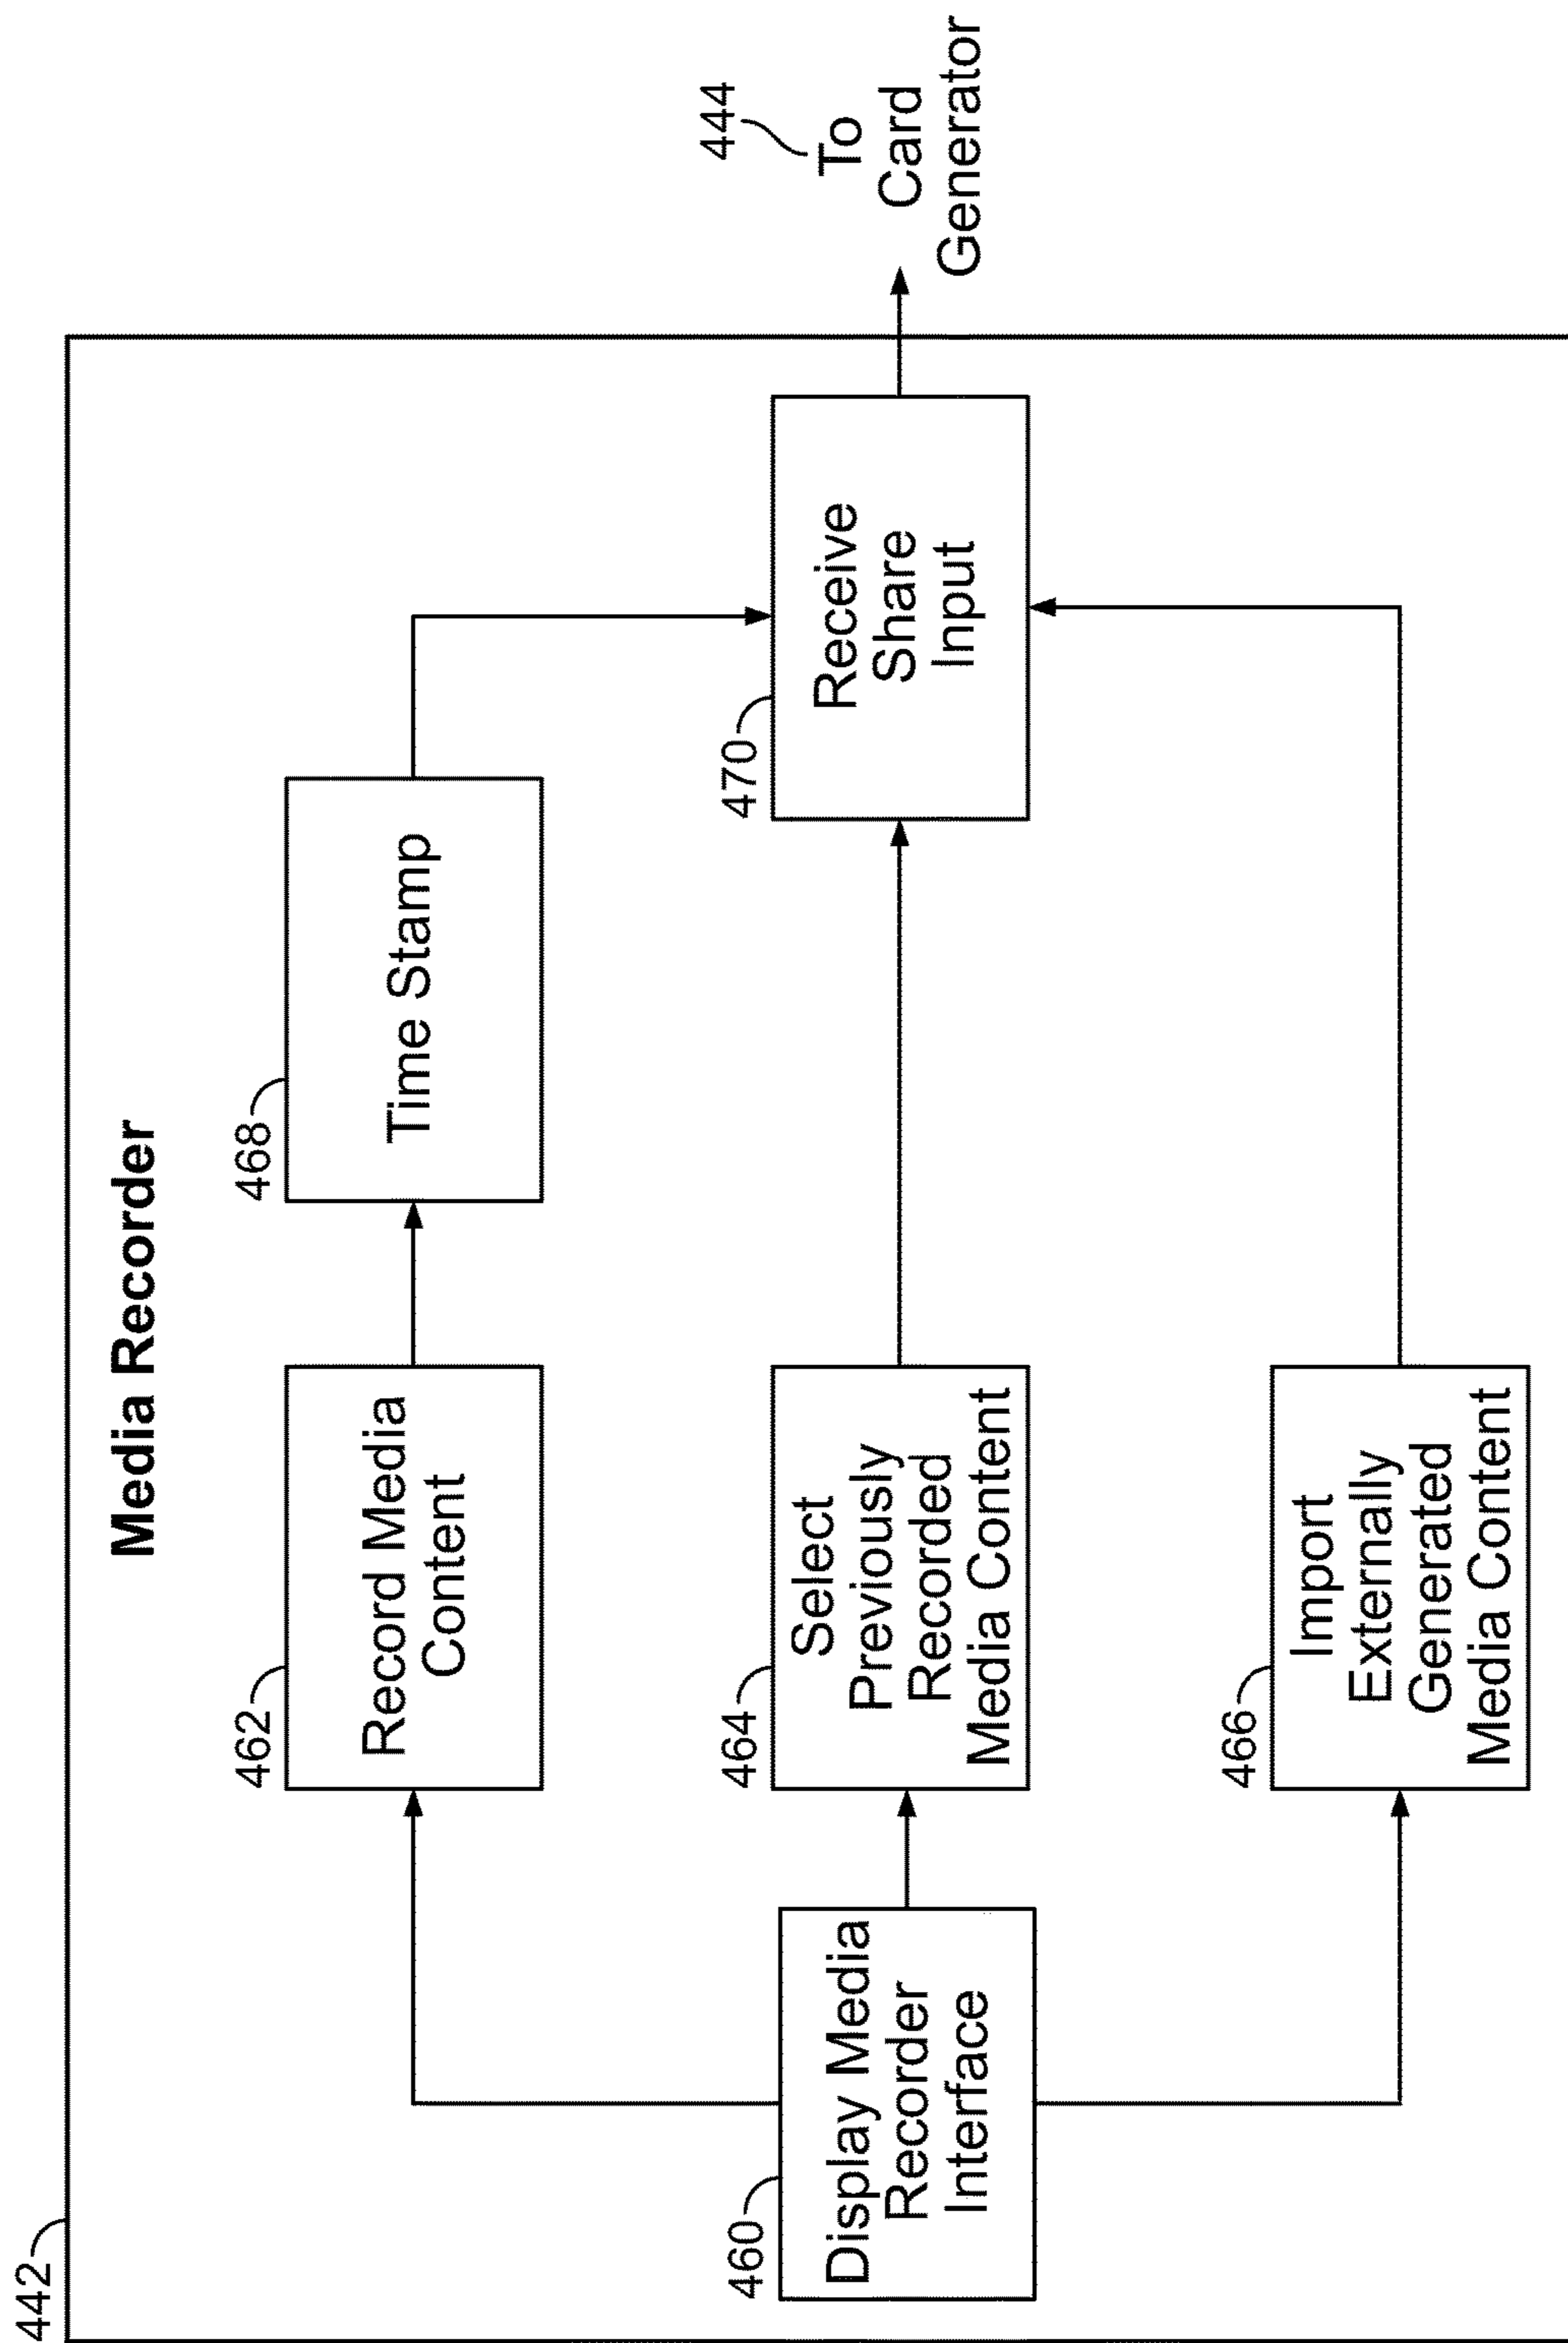 442
Media Recorder
460
Display Media
Recorder
Interface
462
Record Media
Content
468
Time Stamp
464
Select
Previously
Recorded
Media Content
466
Import
Externally
Generated
Media Content
470
Receive
Share
Input
444
To
Card
Generator